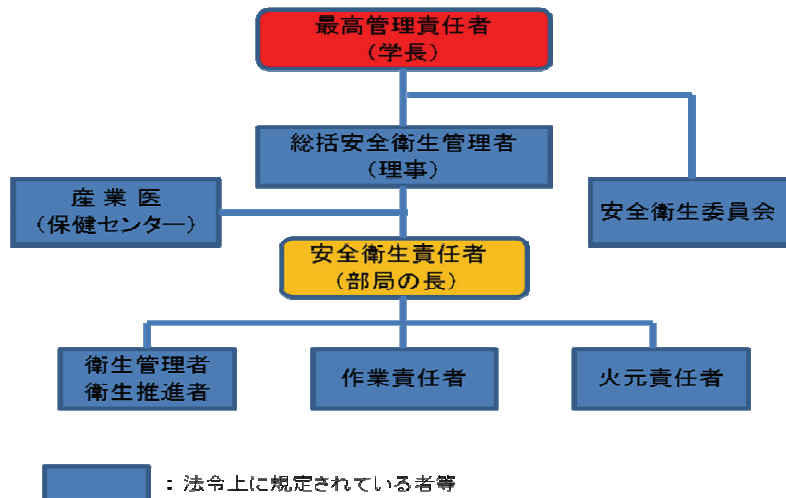 最高管理責任者
（学長）
総括安全衛生管理者
（理事）
産業医
（保健センター）
安全衛生委員会
安全衛生責任者
（部局の長）
衛生管理者
衛生推進者
作業責任者
火元責任者
：法令上に規定されている者等